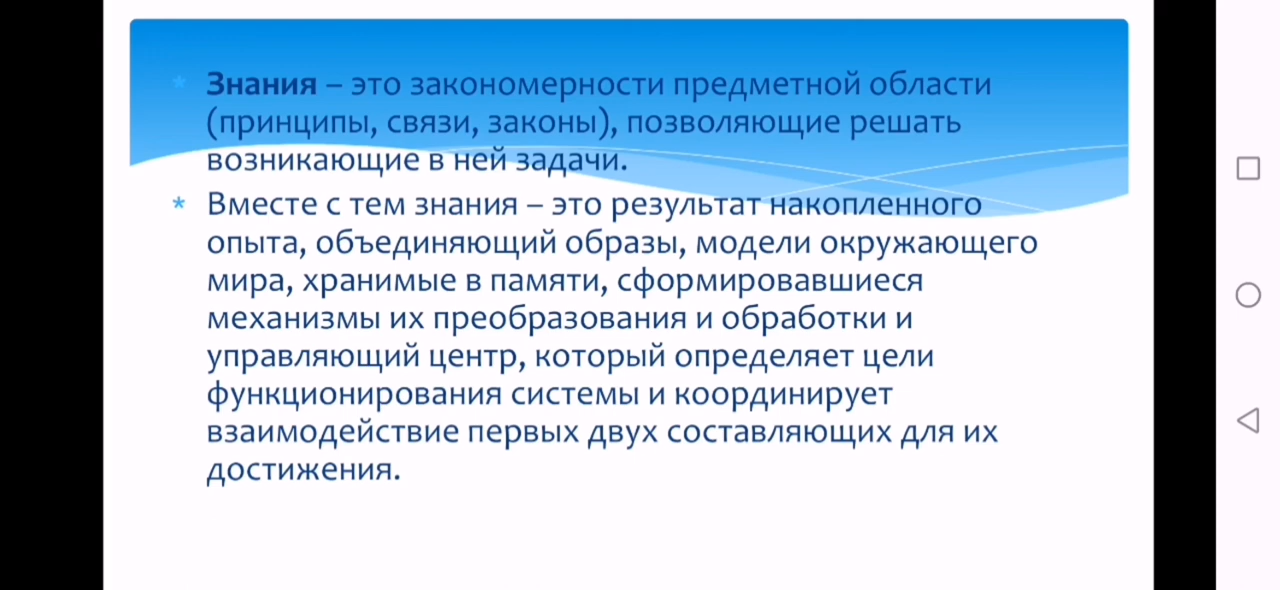 * Знания – это закономерности предметной области
(принципы, связи, законы), позволяющие решать
возникающие в ней задачи.
* Вместе с тем знания – это результат накопленного
опыта, объединяющий образы, модели окружающего
мира, хранимые в памяти, сформировавшиеся
механизмы их преобразования и обработки и
управляющий центр, который определяет цели
функционирования системы и координирует
взаимодействие первых двух составляющих для их
достижения.